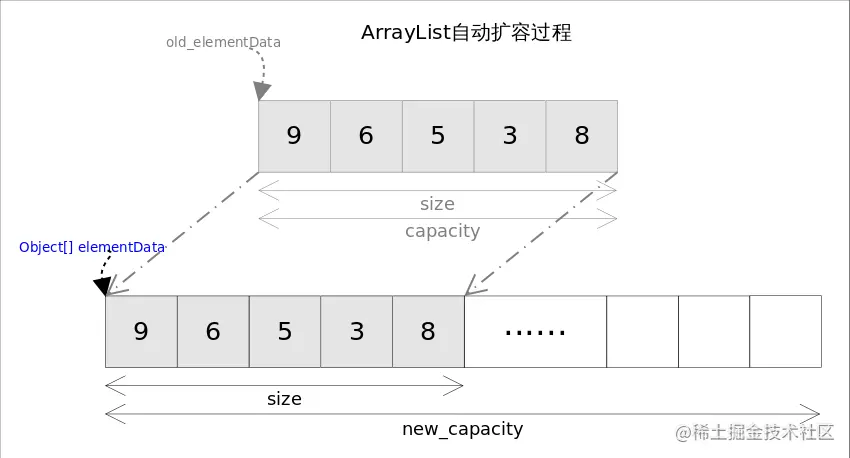 ArrayList自动扩容过程
old_elementData
9 6 5 3 8
size
capacity
Object[] elementData
9 6 5 3 8 ······
size
new_capacity
@稀土掘金技术社区